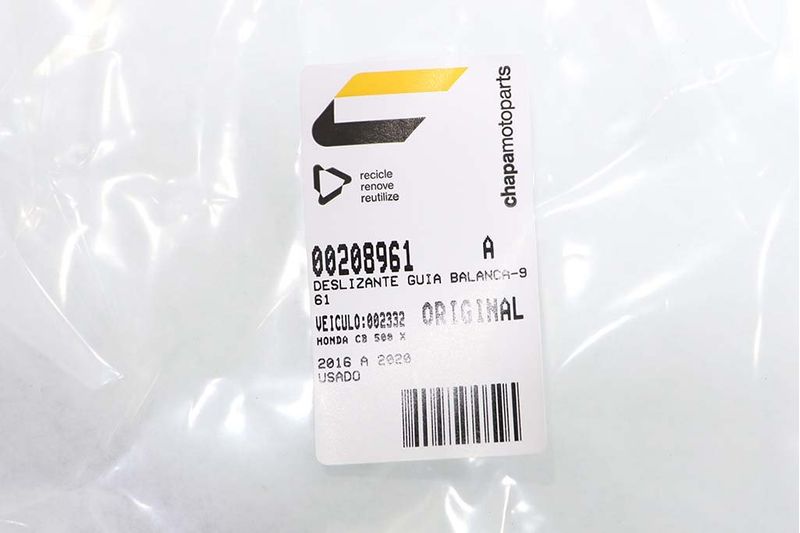 chapamotoparts
recicle
renove
reutilize
00208961 A
DESLIZANTE GUIA BALANCA-9
61
VEICULO:002332 ORIGINAL
HONDA CB 500 X
2016 A 2020
USADO